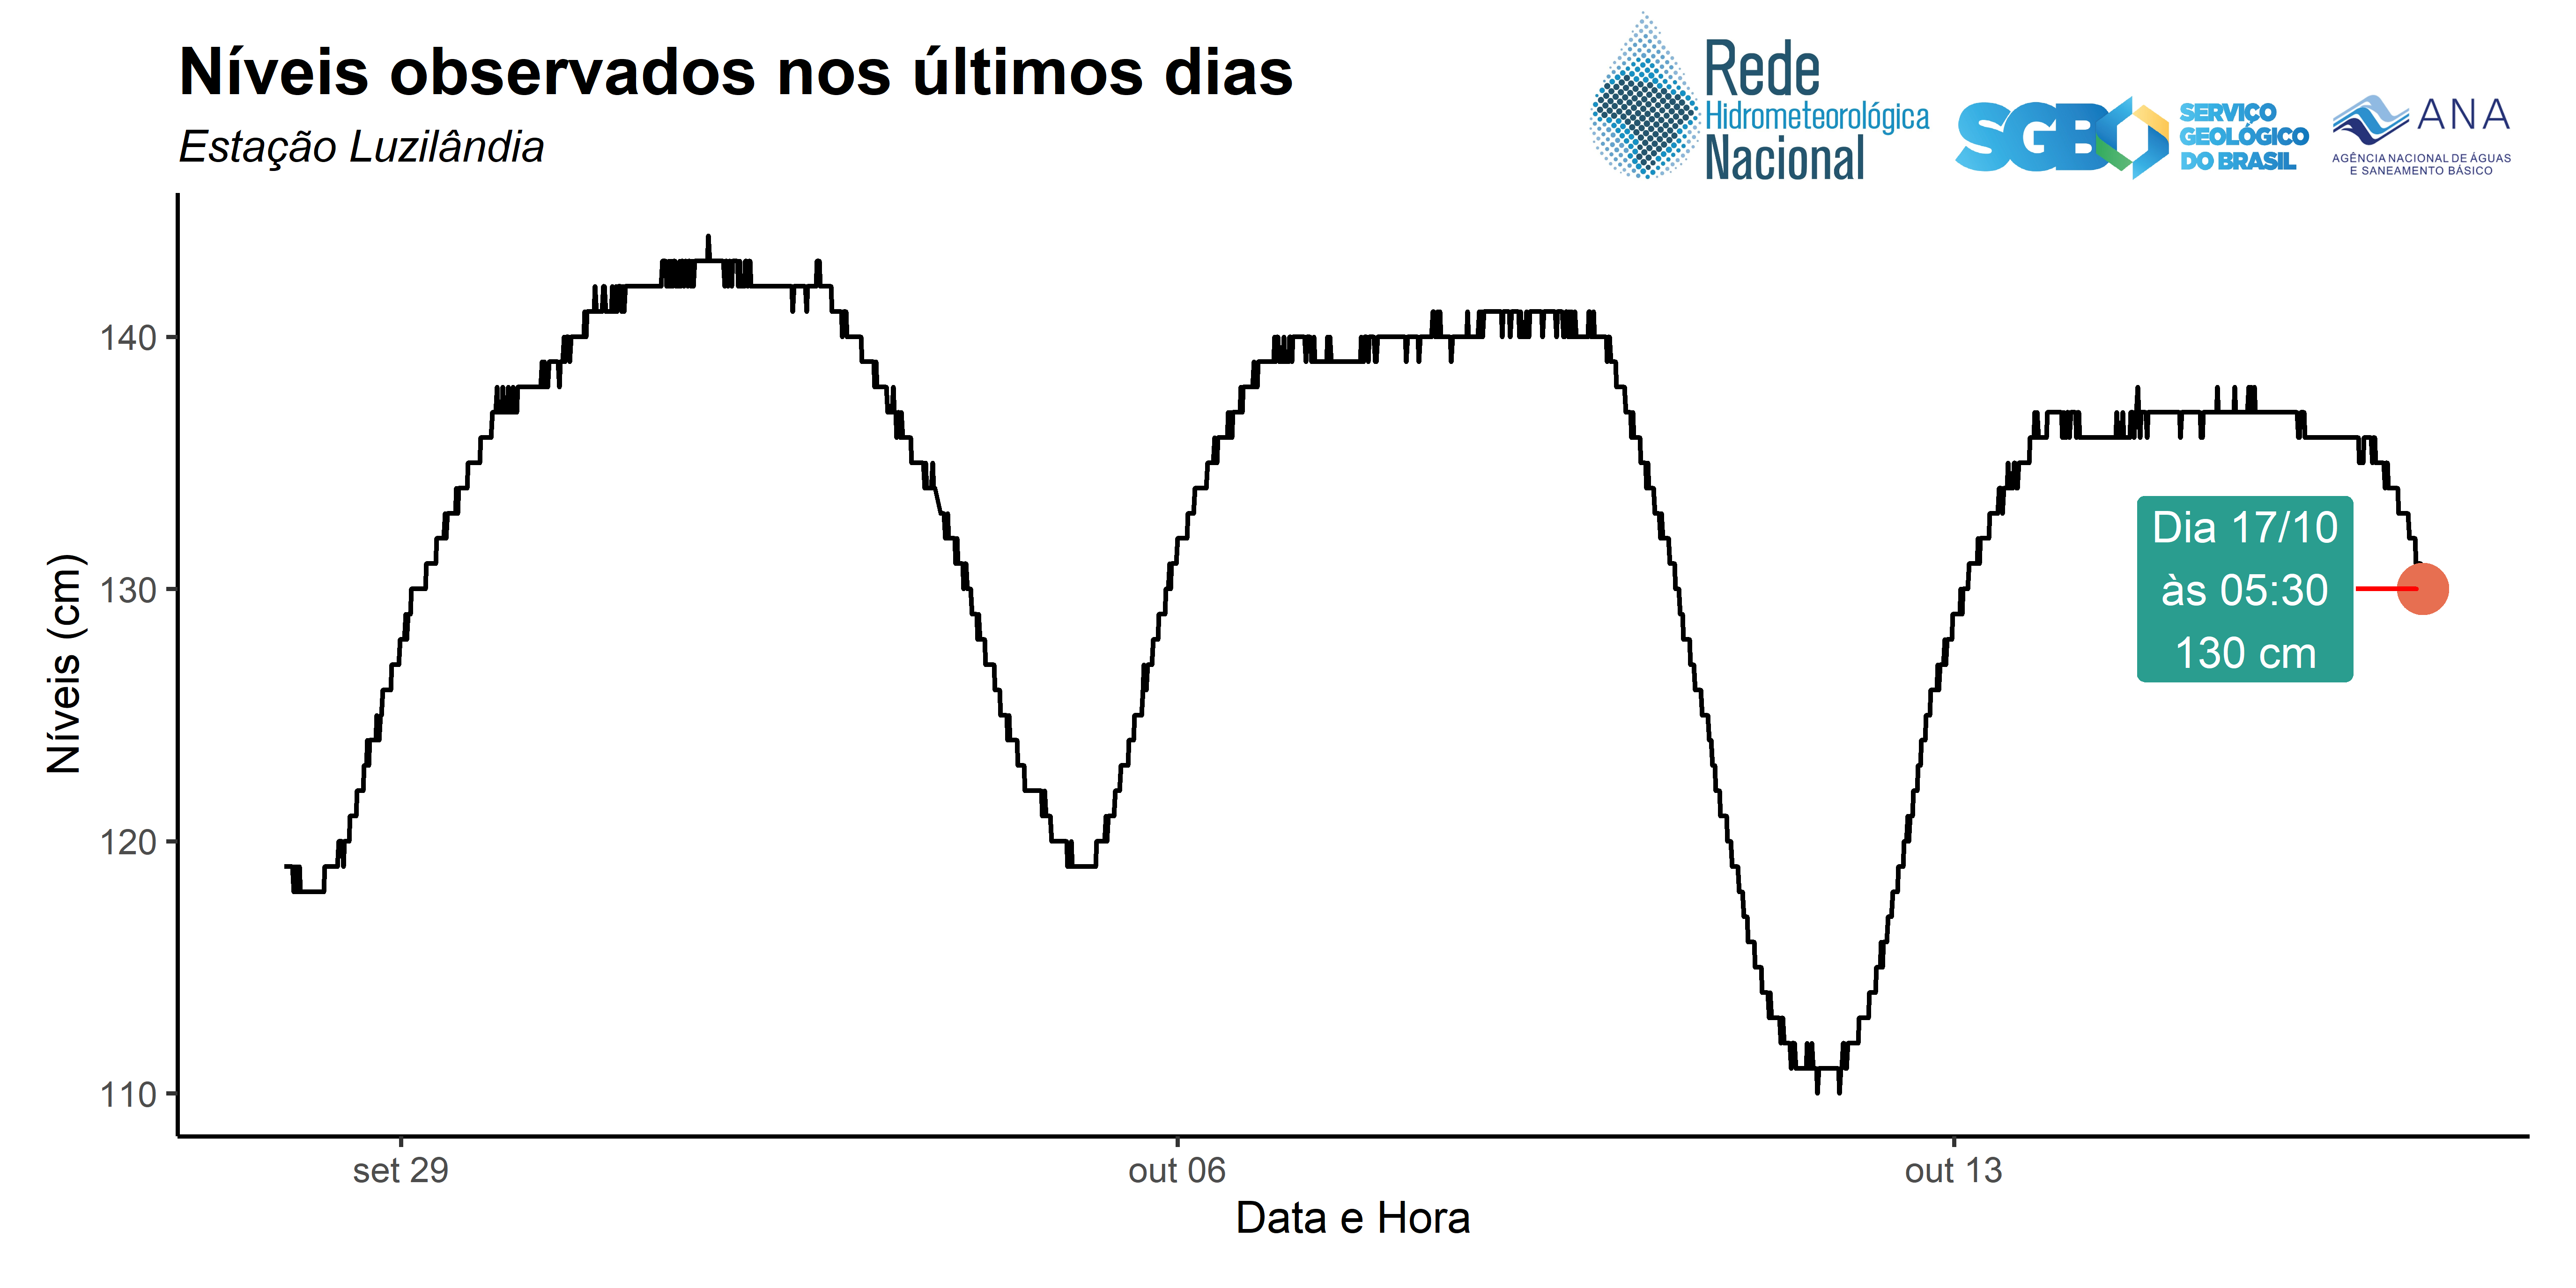 Níveis observados nos últimos dias
Estação Luzilândia
Rede
Hidrometeorológica
Nacional
SGB
SERVIÇO
GEOLÓGICO
DO BRASIL
ANA
AGÊNCIA NACIONAL DE ÁGUAS
E SANEAMENTO BÁSICO
Níveis (cm)
140
130
120
110
Dia 17/10
às 05:30
130 cm
set 29
out 06
out 13
Data e Hora